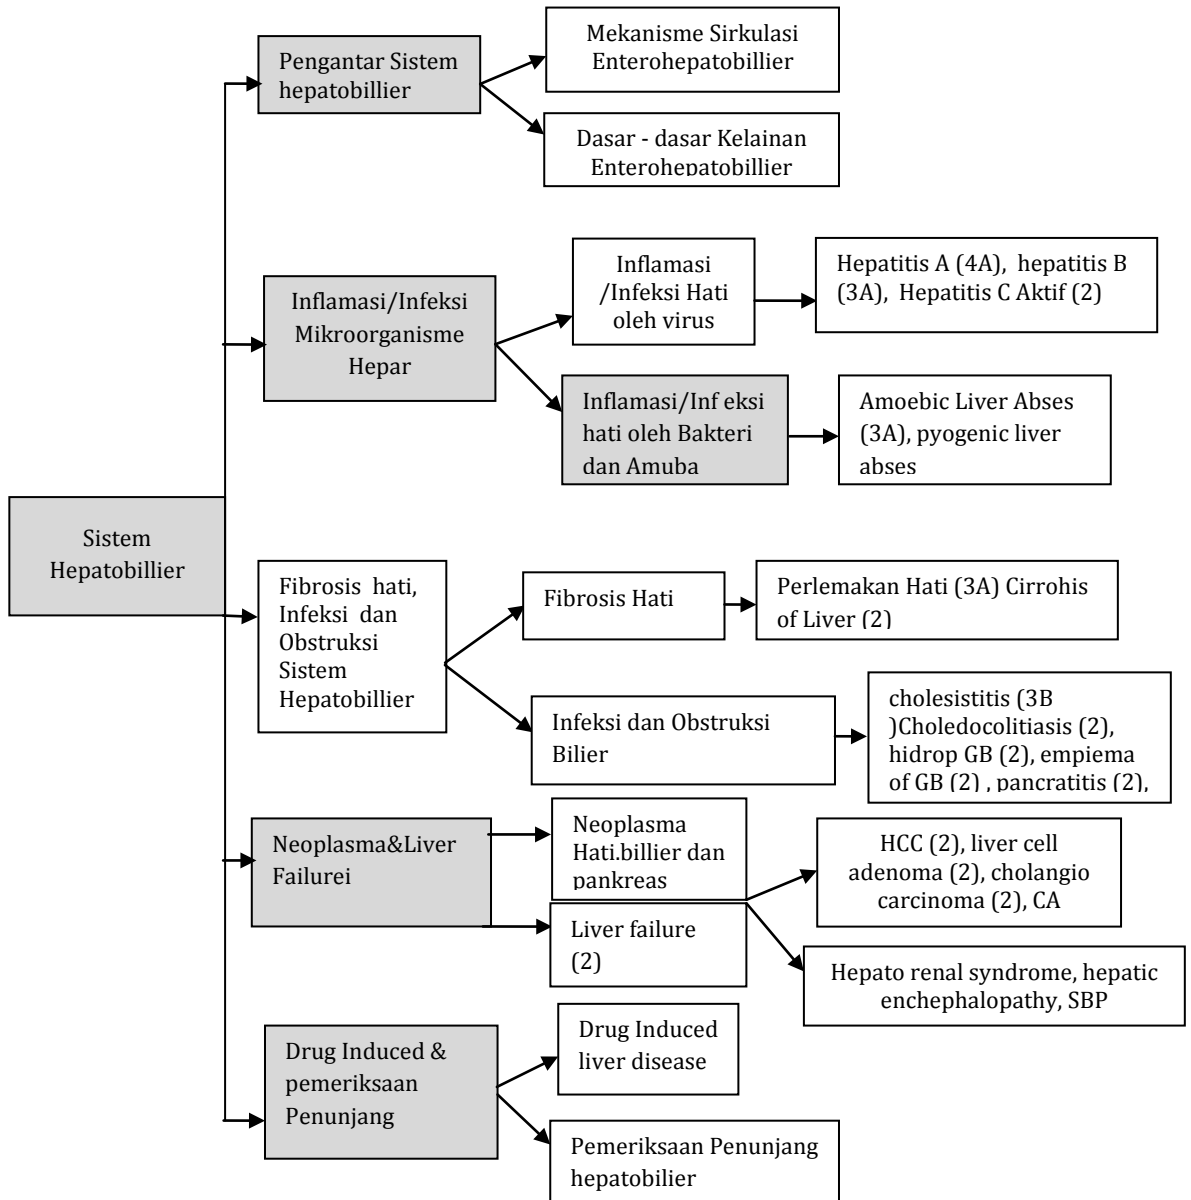 Mekanisme Sirkulasi
Enterohepatobillier
Pengantar Sistem
hepatobillier
Dasar - dasar Kelainan
Enterohepatobillier
Inflamasi
/Infeksi Hati
oleh virus
Hepatitis A (4A), hepatitis B
(3A), Hepatitis C Aktif (2)
Inflamasi/Infeksi
Mikroorganisme
Hepar
Inflamasi/Inf eksi
hati oleh Bakteri
dan Amuba
Amoebic Liver Abses
(3A), pyogenic liver
abses
Sistem
Hepatobillier
Fibrosis hati,
Infeksi dan
Obstruksi
Sistem
Hepatobillier
Fibrosis Hati
Perlemakan Hati (3A) Cirrohis
of Liver (2)
Infeksi dan Obstruksi
Bilier
cholesistitis (3B
)Choledocolitiasis (2),
hidrop GB (2), empiema
of GB (2) , pancratitis (2),
Neoplasma&Liver
Failurei
Neoplasma
Hati.billier dan
pankreas
Liver failure
(2)
HCC (2), liver cell
adenoma (2), cholangio
carcinoma (2), CA
Hepato renal syndrome, hepatic
enchephalopathy, SBP
Drug Induced &
pemeriksaan
Penunjang
Drug Induced
liver disease
Pemeriksaan Penunjang
hepatobilier